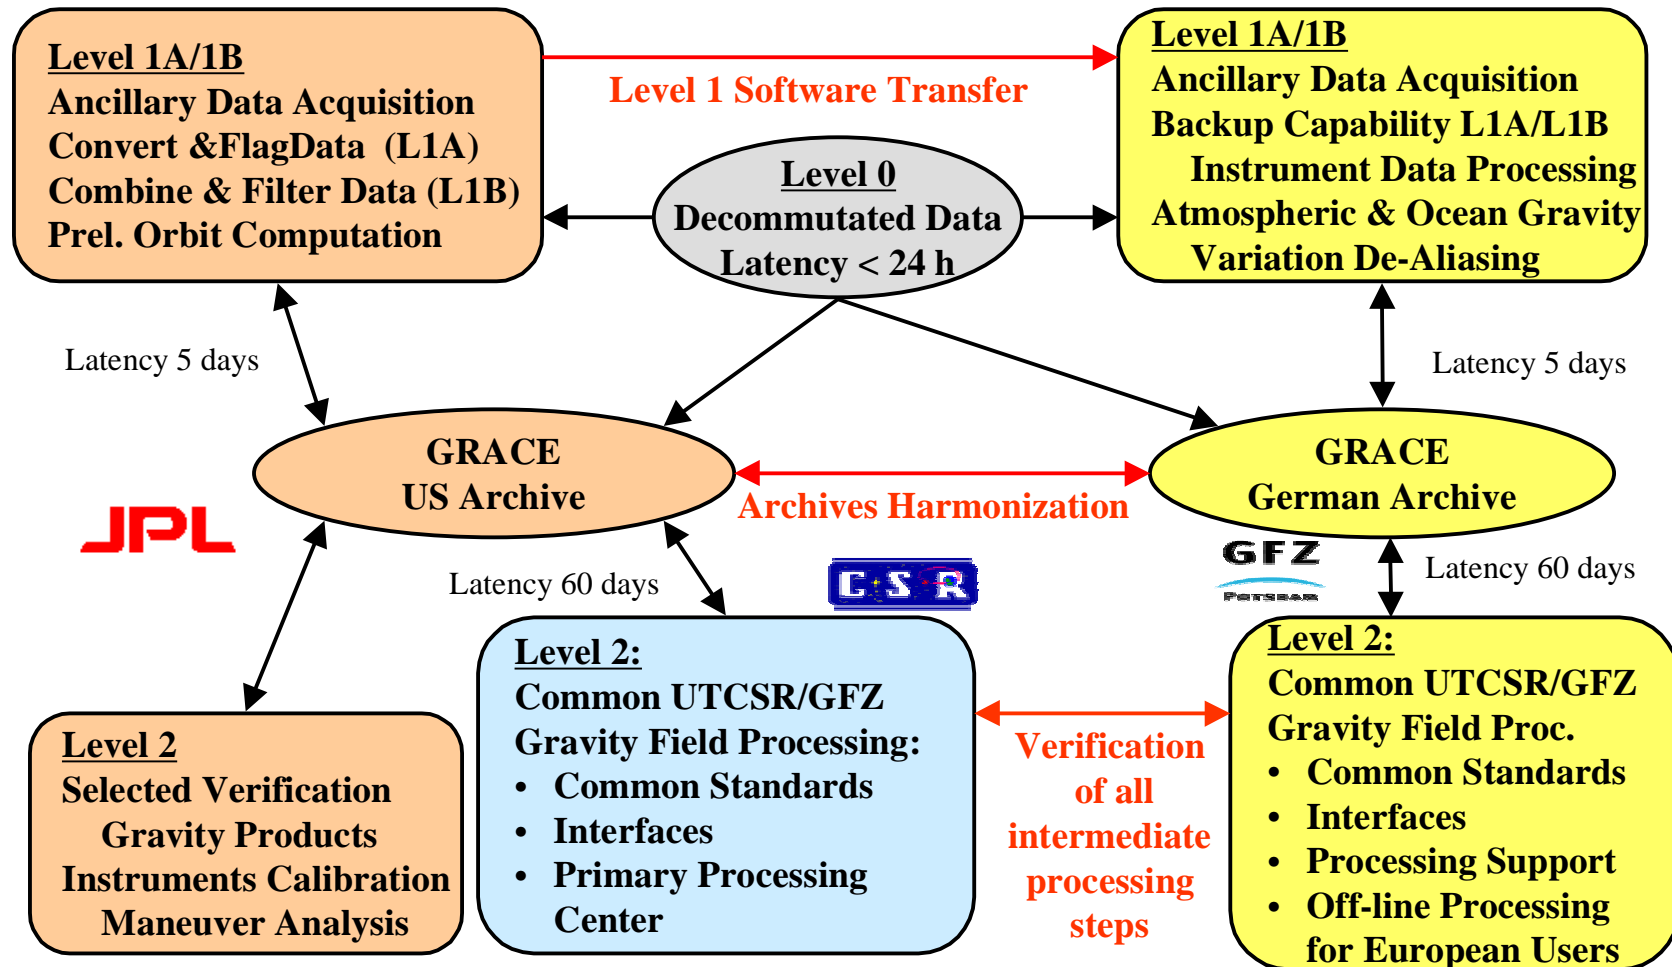 Level 1A/1B
Ancillary Data Acquisition
Convert &FlagData (L1A)
Combine & Filter Data (L1B)
Prel. Orbit Computation
Level 1 Software Transfer
Level 0
Decommutated Data
Latency < 24 h
Level 1A/1B
Ancillary Data Acquisition
Backup Capability L1A/L1B
Instrument Data Processing
Atmospheric & Ocean Gravity
Variation De-Aliasing
Latency 5 days
Latency 5 days
GRACE
US Archive
Archives Harmonization
GRACE
German Archive
JPL
Latency 60 days
CSR
GFZ
POTSDAM
Latency 60 days
Level 2
Selected Verification
Gravity Products
Instruments Calibration
Maneuver Analysis
Level 2:
Common UTCSR/GFZ
Gravity Field Processing:
• Common Standards
• Interfaces
• Primary Processing
Center
Verification
of all
intermediate
processing
steps
Level 2:
Common UTCSR/GFZ
Gravity Field Proc.
• Common Standards
• Interfaces
• Processing Support
• Off-line Processing
for European Users